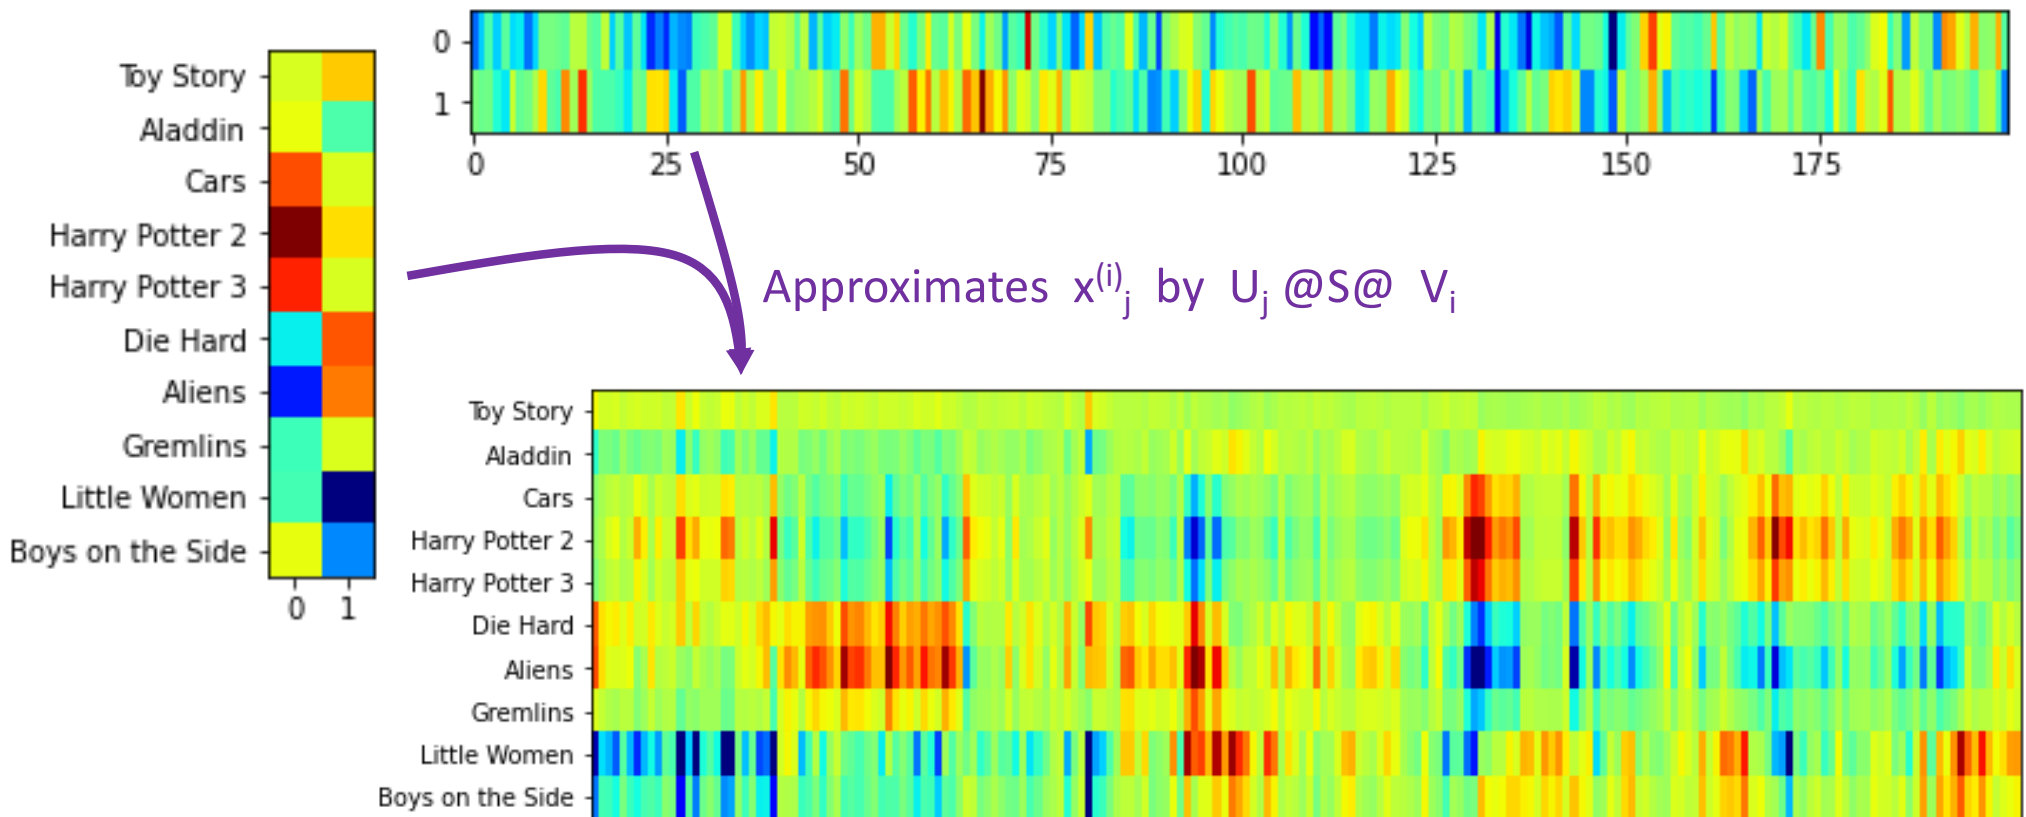 Toy Story
Aladdin
Cars
Harry Potter 2
Harry Potter 3
Die Hard
Aliens
Gremlins
Little Women
Boys on the Side
0 1
0
1
0 25 50 75 100 125 150 175
Approximates x(i)j by Uj @S@ Vi
Toy Story
Aladdin
Cars
Harry Potter 2
Harry Potter 3
Die Hard
Aliens
Gremlins
Little Women
Boys on the Side